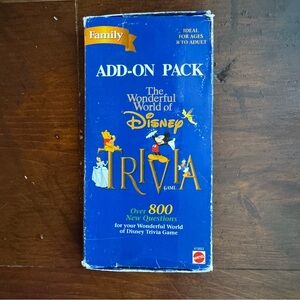 Family
IDEAL
FOR AGES
8 TO ADULT
ADD-ON PACK
The
Wonderful
World of
Disney
TRIVIA
GAME
Over 800
New Questions
for your Wonderful World
of Disney Trivia Game
MATTEL